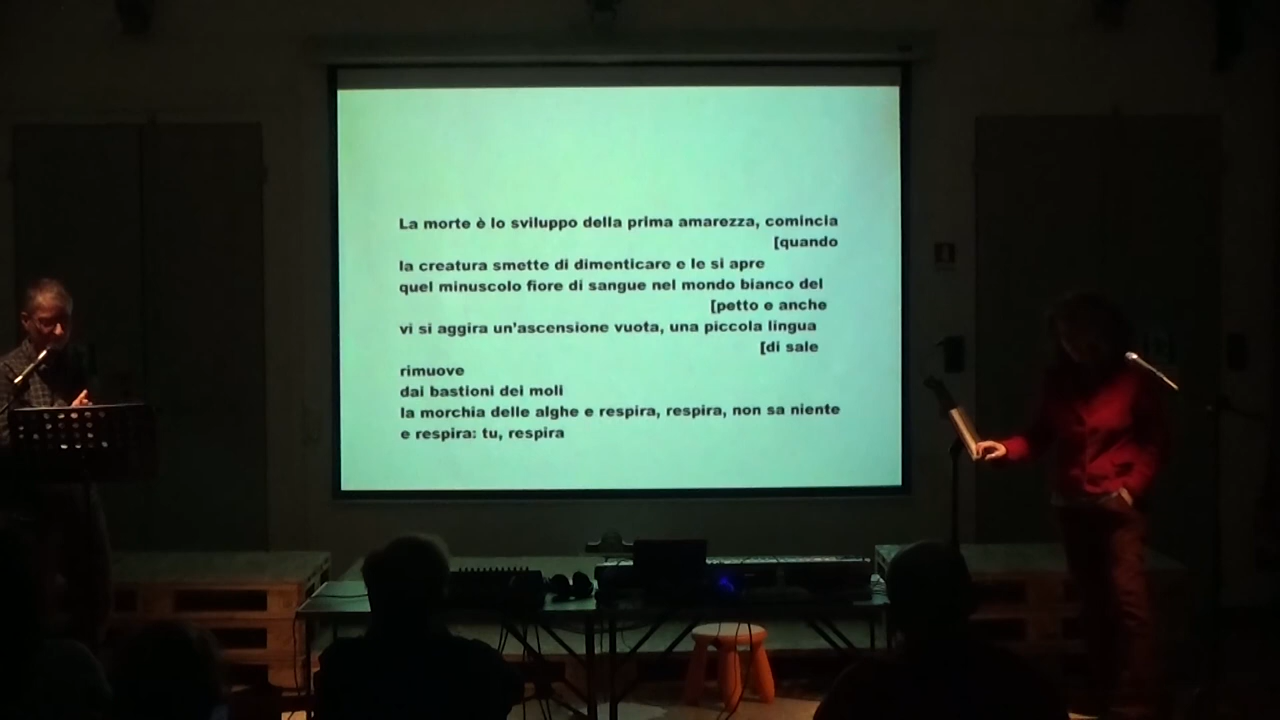 La morte è lo sviluppo della prima amarezza, comincia
[quando
la creatura smette di dimenticare e le si apre
quel minuscolo fiore di sangue nel mondo bianco del
[petto e anche
vi si aggira un'ascensione vuota, una piccola lingua
[di sale
rimuove
dai bastioni dei moli
la morchia delle alghe e respira, respira, non sa niente
e respira: tu, respira